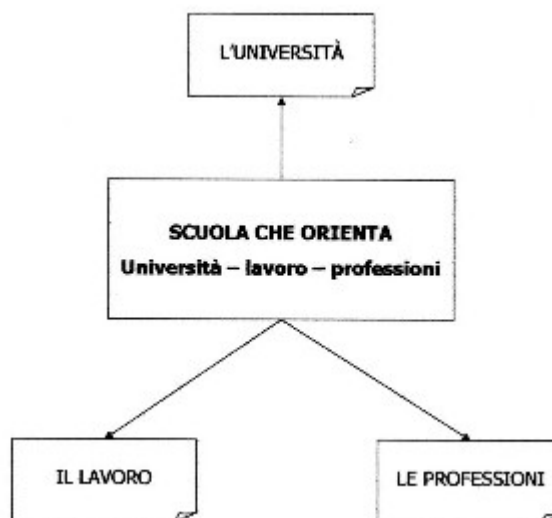 L'UNIVERSITÀ
SCUOLA CHE ORIENTA
Università – lavoro – professioni
IL LAVORO
LE PROFESSIONI